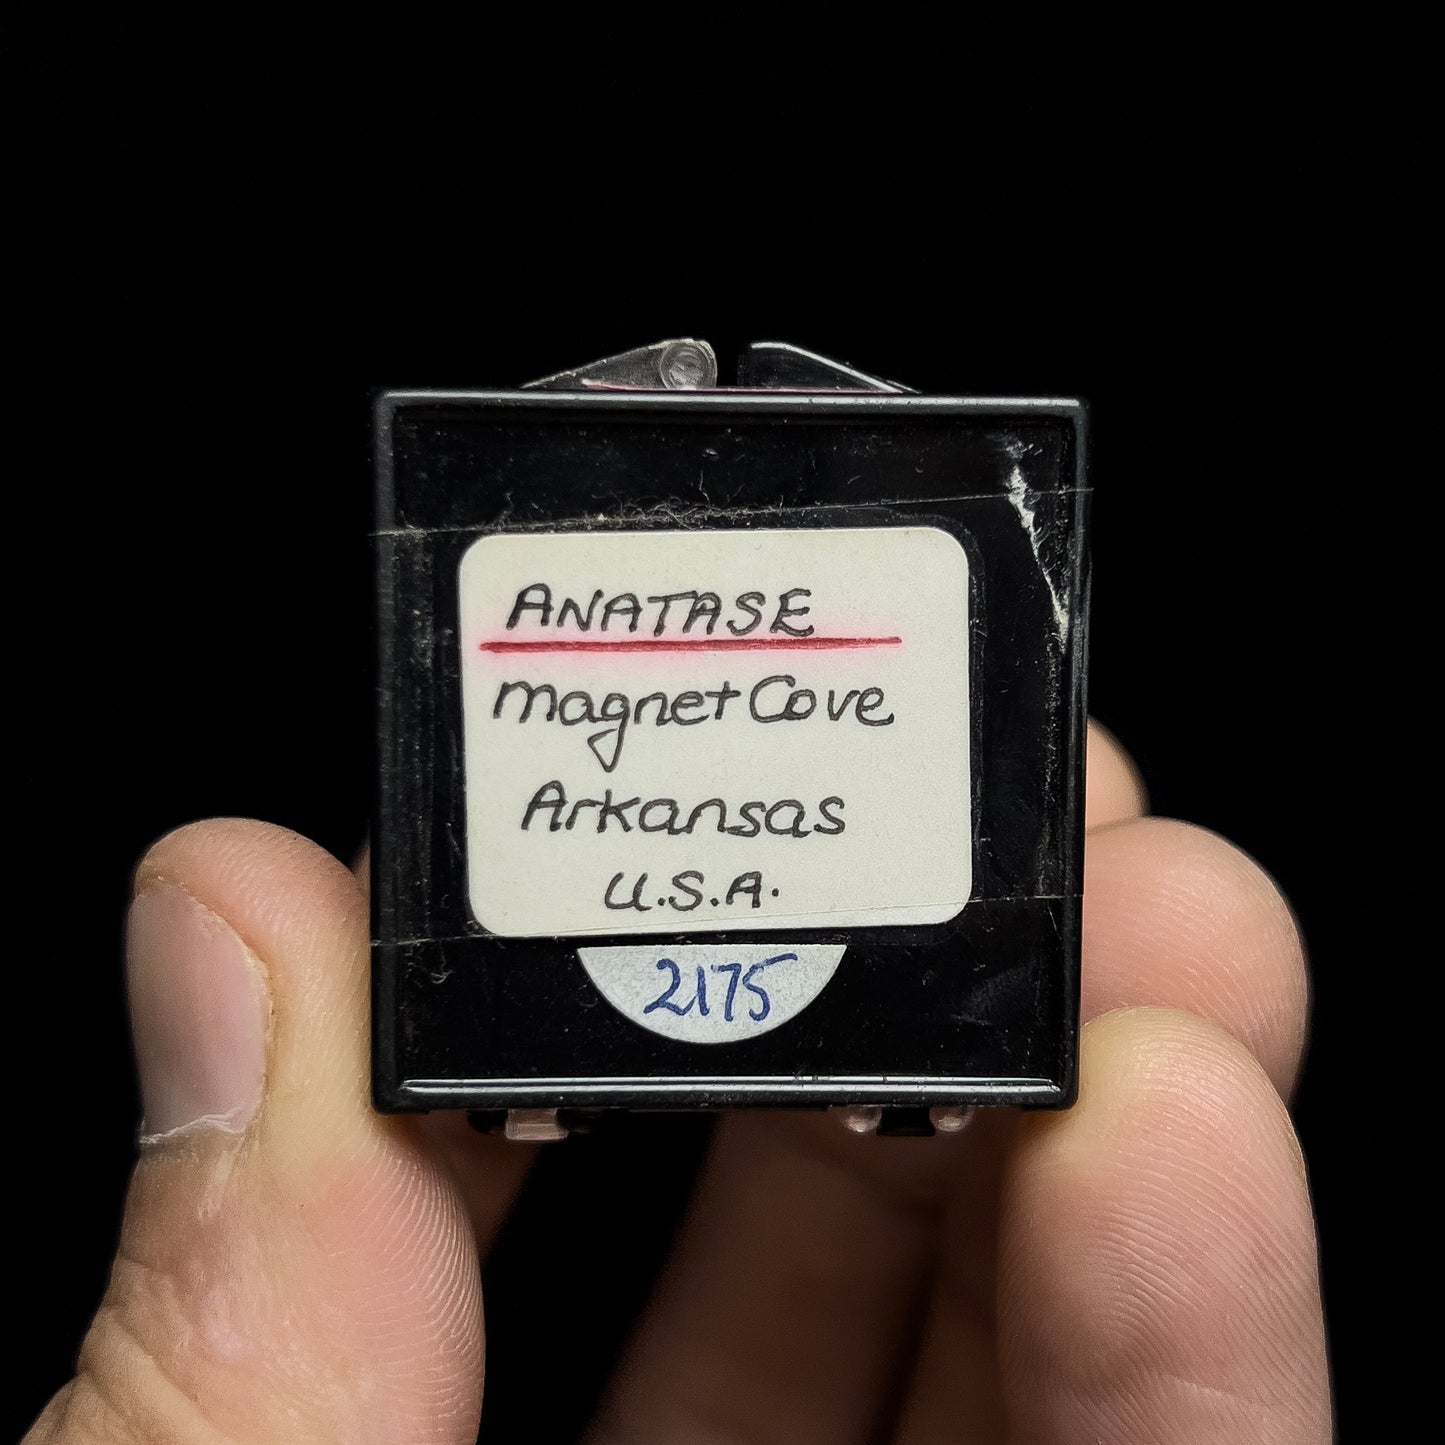 ANATASE
Magnet Cove
Arkansas
U.S.A.
2175